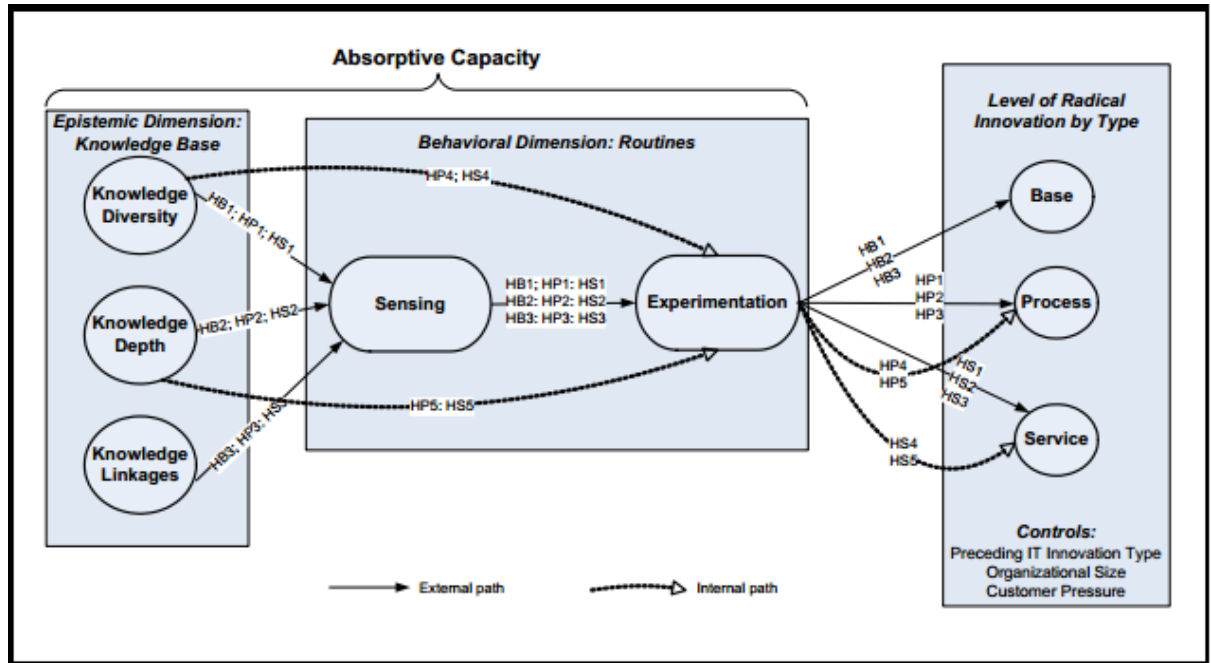 Absorptive Capacity
Epistemic Dimension:
Knowledge Base
Behavioral Dimension: Routines
Level of Radical
Innovation by Type
Knowledge
Diversity
HB1; HP1; HS1
HP4; HS4
Base
Knowledge
Depth
HB2; HP2; HS2
Sensing
HB1; HP1: HS1
HB2: HP2: HS2
HB3: HP3: HS3
Experimentation
HB1
HB2
HB3
HP1
HP2
HP3
Process
HP4
HP5
HS1
HS2
HS3
HP5: HS5
Knowledge
Linkages
HB3; HP3: HS3
HS4
HS5
Service
Controls:
Preceding IT Innovation Type
Organizational Size
Customer Pressure
External path
Internal path